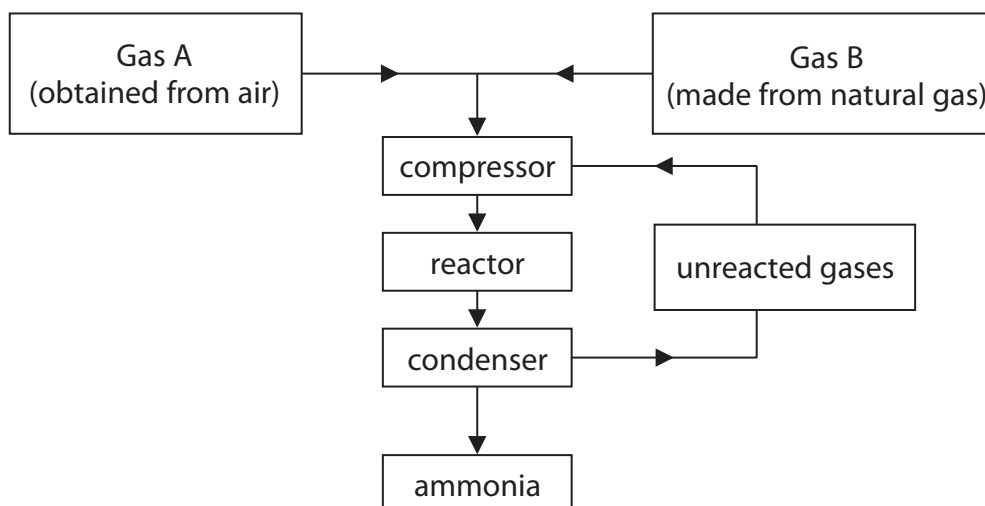 Gas A
(obtained from air)
Gas B
(made from natural gas)
compressor
reactor
unreacted gases
condenser
ammonia